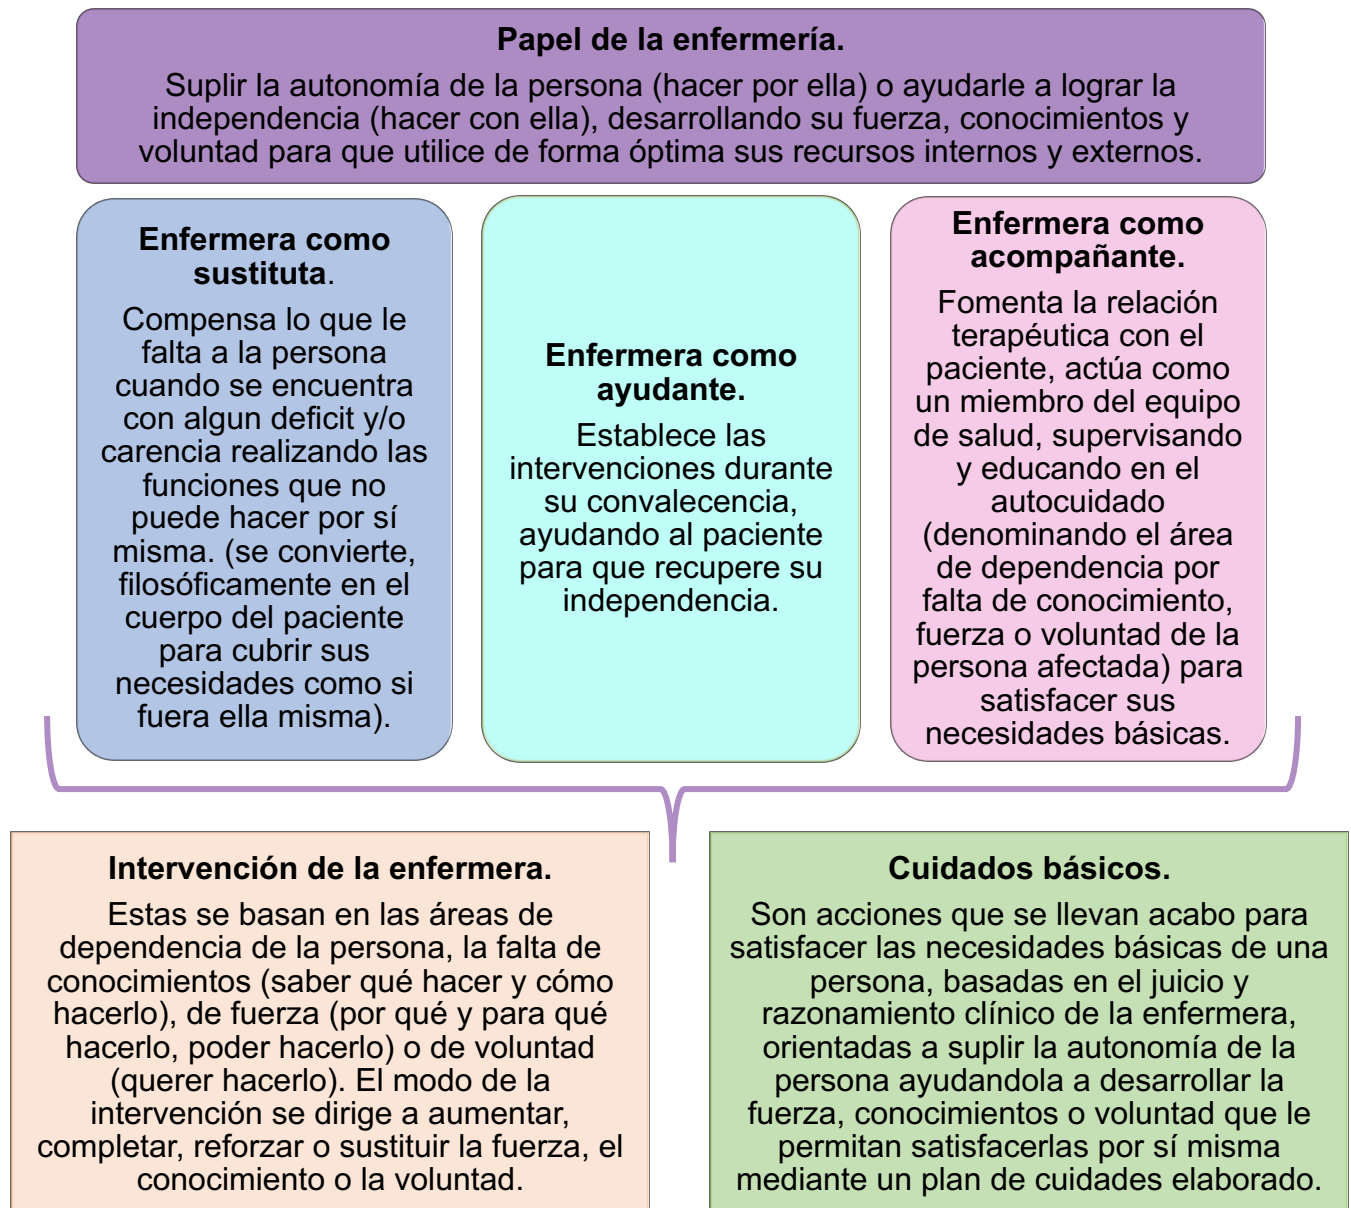 Papel de la enfermería.
Suplir la autonomía de la persona (hacer por ella) o ayudarle a lograr la
independencia (hacer con ella), desarrollando su fuerza, conocimientos y
voluntad para que utilice de forma óptima sus recursos internos y externos.
Enfermera como
sustituta.
Compensa lo que le
falta a la persona
cuando se encuentra
con algun deficit y/o
carencia realizando las
funciones que no
puede hacer por sí
misma. (se convierte,
filosóficamente en el
cuerpo del paciente
para cubrir sus
necesidades como si
fuera ella misma).
Enfermera como
ayudante.
Establece las
intervenciones durante
su convalecencia,
ayudando al paciente
para que recupere su
independencia.
Enfermera como
acompañante.
Fomenta la relación
terapéutica con el
paciente, actúa como
un miembro del equipo
de salud, supervisando
y educando en el
autocuidado
(denominando el área
de dependencia por
falta de conocimiento,
fuerza o voluntad de la
persona afectada) para
satisfacer sus
necesidades básicas.
Intervención de la enfermera.
Estas se basan en las áreas de
dependencia de la persona, la falta de
conocimientos (saber qué hacer y cómo
hacerlo), de fuerza (por qué y para qué
hacerlo, poder hacerlo) o de voluntad
(querer hacerlo). El modo de la
intervención se dirige a aumentar,
completar, reforzar o sustituir la fuerza, el
conocimiento o la voluntad.
Cuidados básicos.
Son acciones que se llevan acabo para
satisfacer las necesidades básicas de una
persona, basadas en el juicio y
razonamiento clínico de la enfermera,
orientadas a suplir la autonomía de la
persona ayudandola a desarrollar la
fuerza, conocimientos o voluntad que le
permitan satisfacerlas por sí misma
mediante un plan de cuidades elaborado.